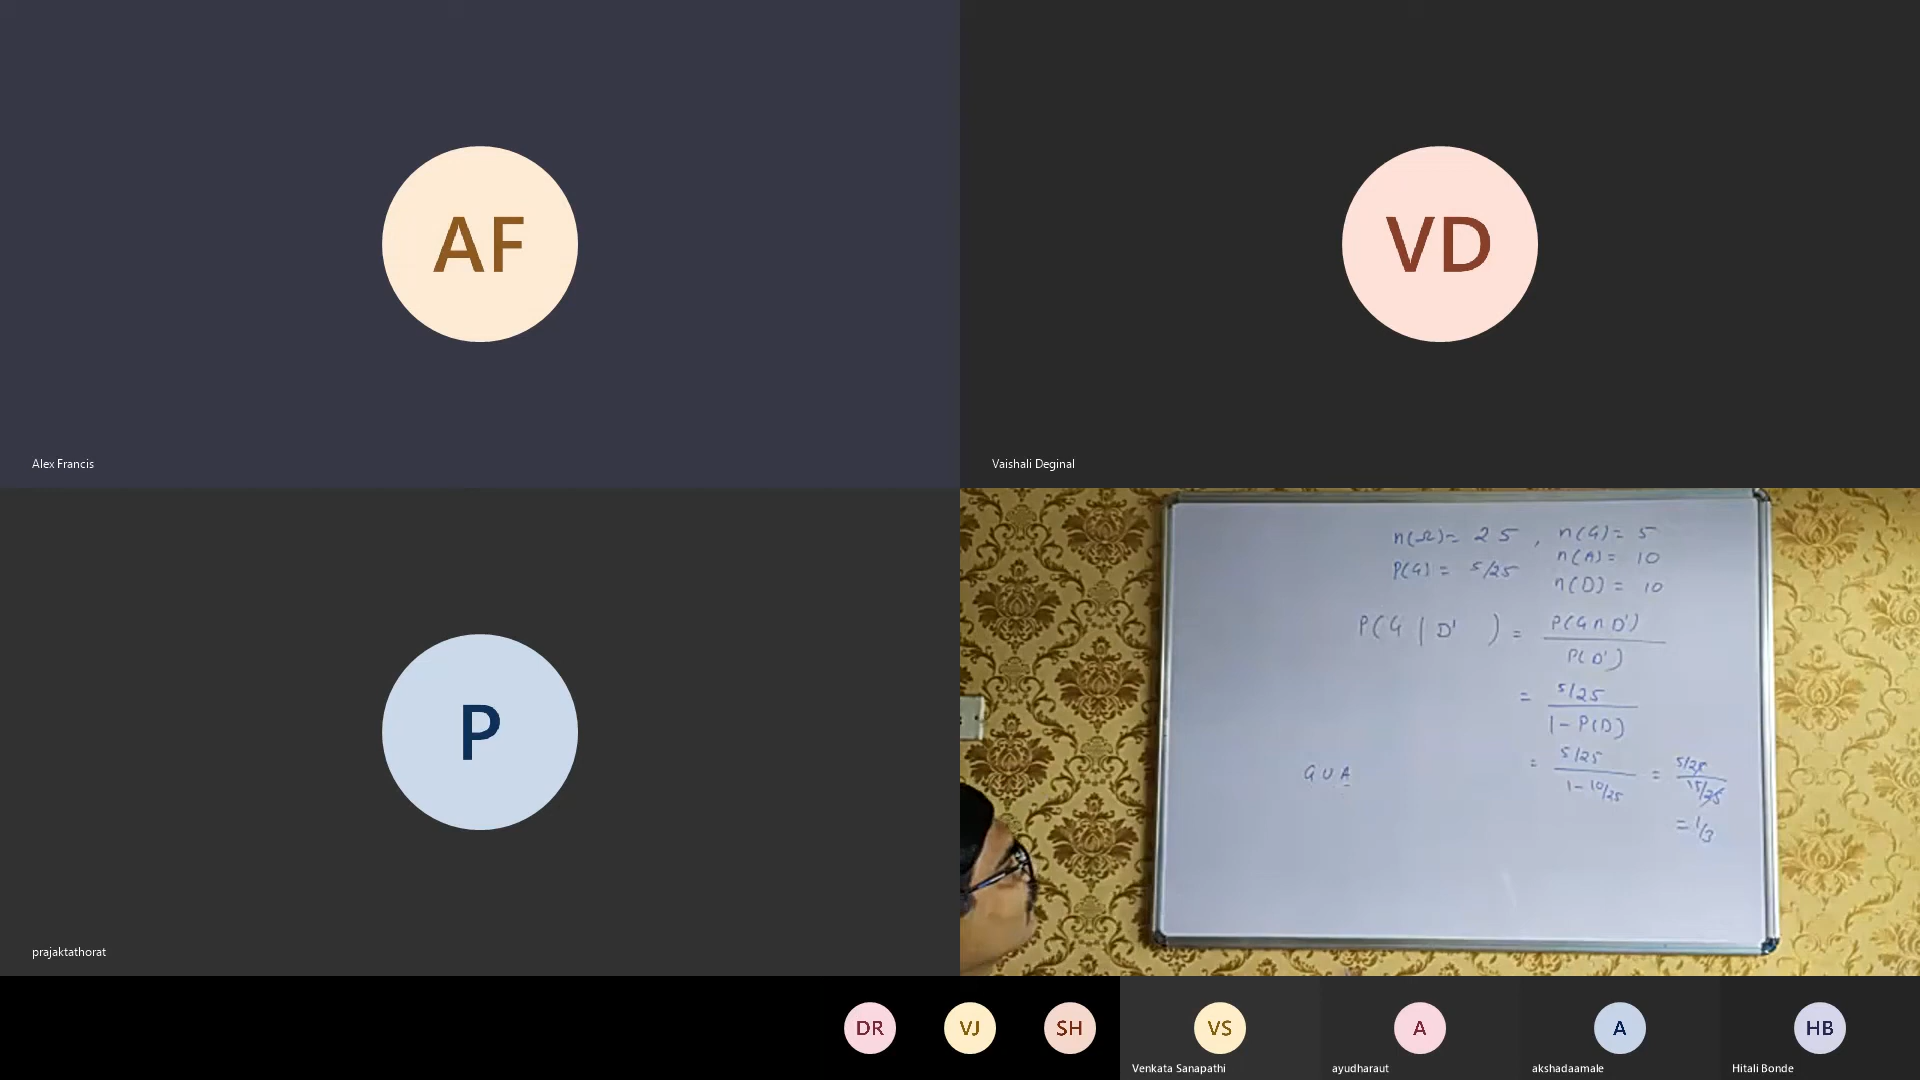 AF
Alex Francis
VD
Vaishali Deginal
P
prajaktathorat
n(Ω)= 25 , n(G)= 5
n(A)= 10
P(G) = 5/25
n(D) = 10
P(G | D') = P(G∩D')
P(D')
= 5/25
1 - P(D)
= 5/25 = 5/25
1 - 10/25 15/25
G∪A
= 1/3
DR
VJ
SH
VS
Venkata Sanapathi
A
ayudharaut
A
akshadaamale
HB
Hitali Bonde